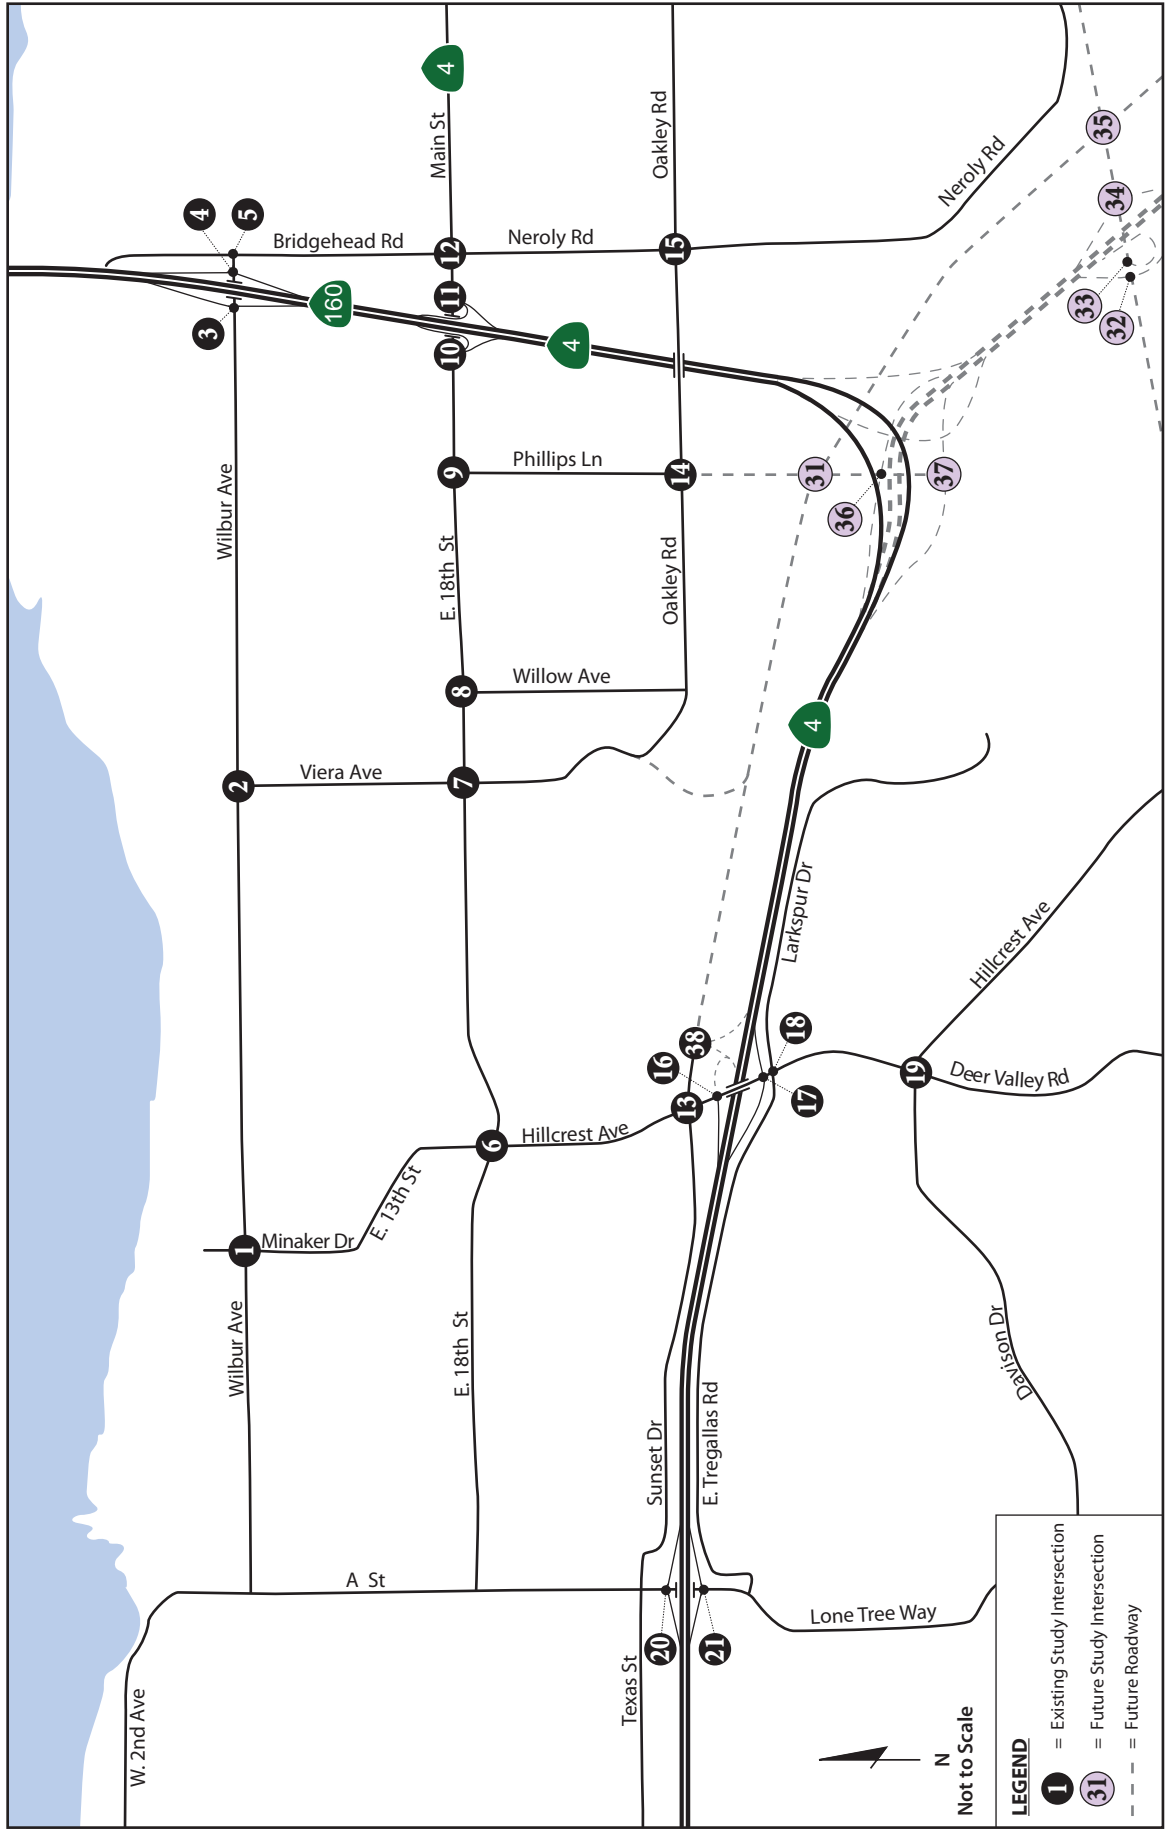 W. 2nd Ave
A St
Texas St
Sunset Dr
E. Tregallas Rd
Lone Tree Way
20
21
Wilbur Ave
1
Minaker Dr
E. 13th St
E. 18th St
6
Hillcrest Ave
13
38
16
17
18
19
Deer Valley Rd
Hillcrest Ave
Davison Dr
Larkspur Dr
2
Viera Ave
7
8
Willow Ave
4
Wilbur Ave
E. 18th St
Oakley Rd
9
Phillips Ln
14
31
36
37
3
4
5
160
Bridgehead Rd
10
11
12
4
Main St
4
Neroly Rd
15
Oakley Rd
Neroly Rd
32
33
34
35
N
Not to Scale
LEGEND
1 = Existing Study Intersection
31 = Future Study Intersection
= Future Roadway